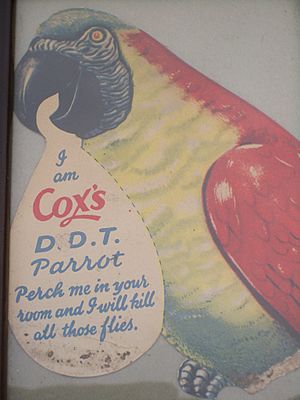 I
am
Cox's
D.D.T.
Parrot
Perch me in your
room and I will kill
all those flies.